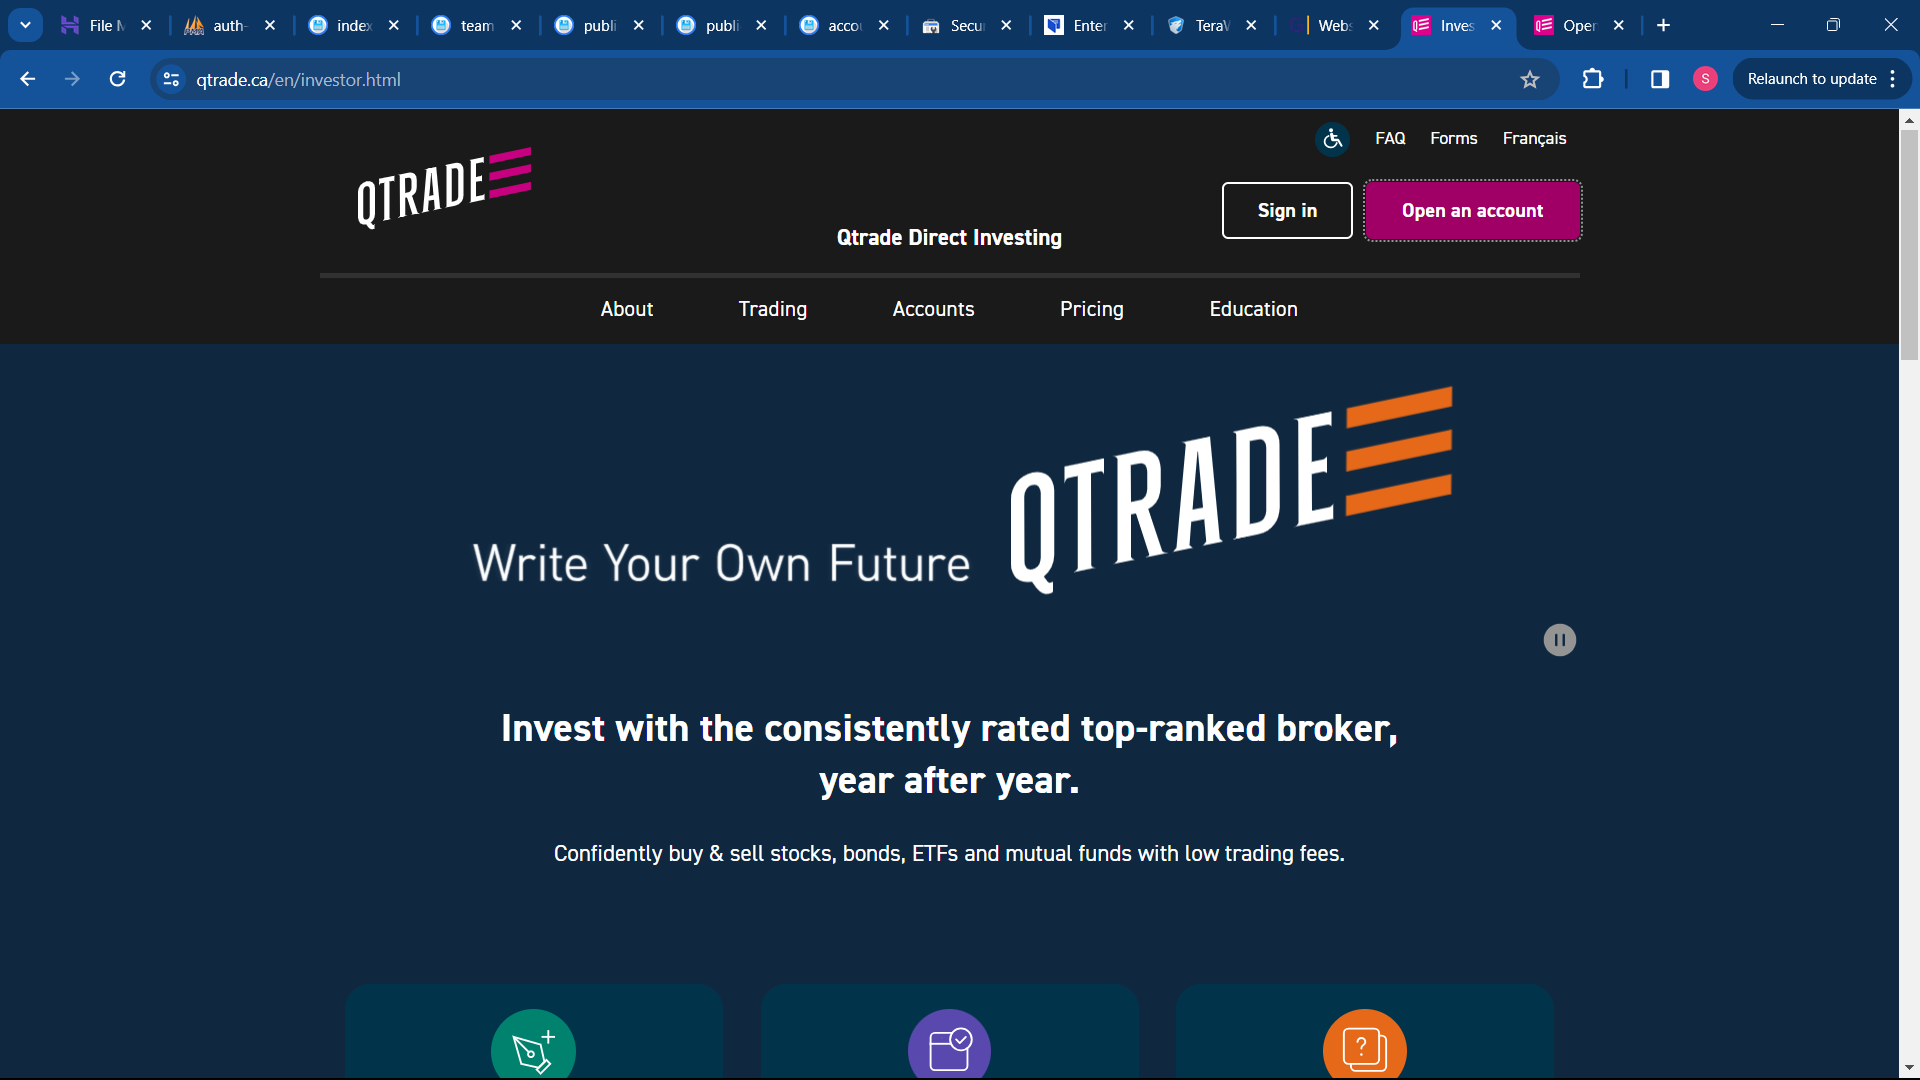 File M
auth-
index
team
publi
publi
accou
Secur
Enter
TeraW
Webs
Inves
Open
qtrade.ca/en/investor.html
S
Relaunch to update
FAQ
Forms
Français
QTRADE
Sign in
Open an account
Qtrade Direct Investing
About
Trading
Accounts
Pricing
Education
Write Your Own Future
QTRADE
Invest with the consistently rated top-ranked broker,
year after year.
Confidently buy & sell stocks, bonds, ETFs and mutual funds with low trading fees.
?